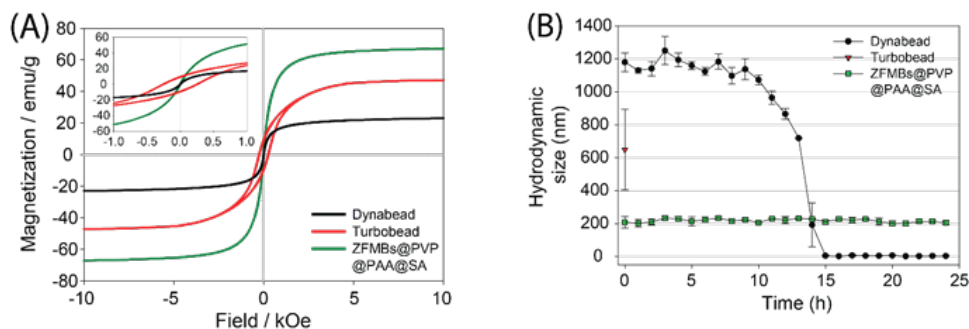 (A)
80
60
40
20
0
-20
-40
-60
-80
Magnetization / emu/g
60
40
20
0
-20
-40
-60
-1.0
-0.5
0.0
0.5
1.0
Dynabead
Turbobead
ZFMBs@PVP
@PAA@SA
-10
-5
0
5
10
Field / kOe
(B)
1400
1200
1000
800
600
400
200
0
Hydrodynamic
size (nm)
Dynabead
Turbobead
ZFMBs@PVP
@PAA@SA
0
5
10
15
20
25
Time (h)